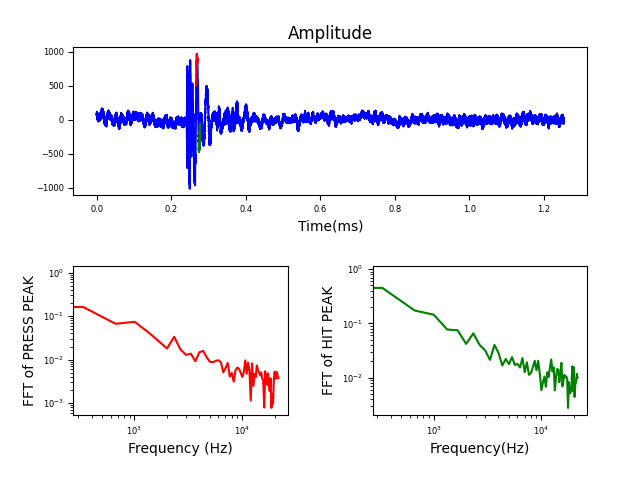 Amplitude
1000
500
0
−500
−1000
0.0 0.2 0.4 0.6 0.8 1.0 1.2
Time(ms)
FFT of PRESS PEAK
10⁰
10⁻¹
10⁻²
10⁻³
10³ 10⁴
Frequency (Hz)
FFT of HIT PEAK
10⁰
10⁻¹
10⁻²
10³ 10⁴
Frequency(Hz)